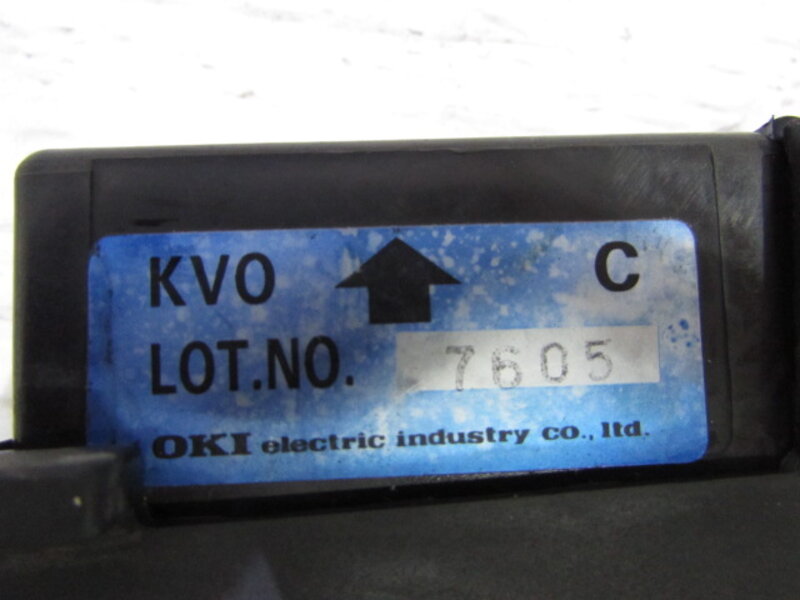 KVO C
LOT.NO. 7605
OKI electric industry co., ltd.